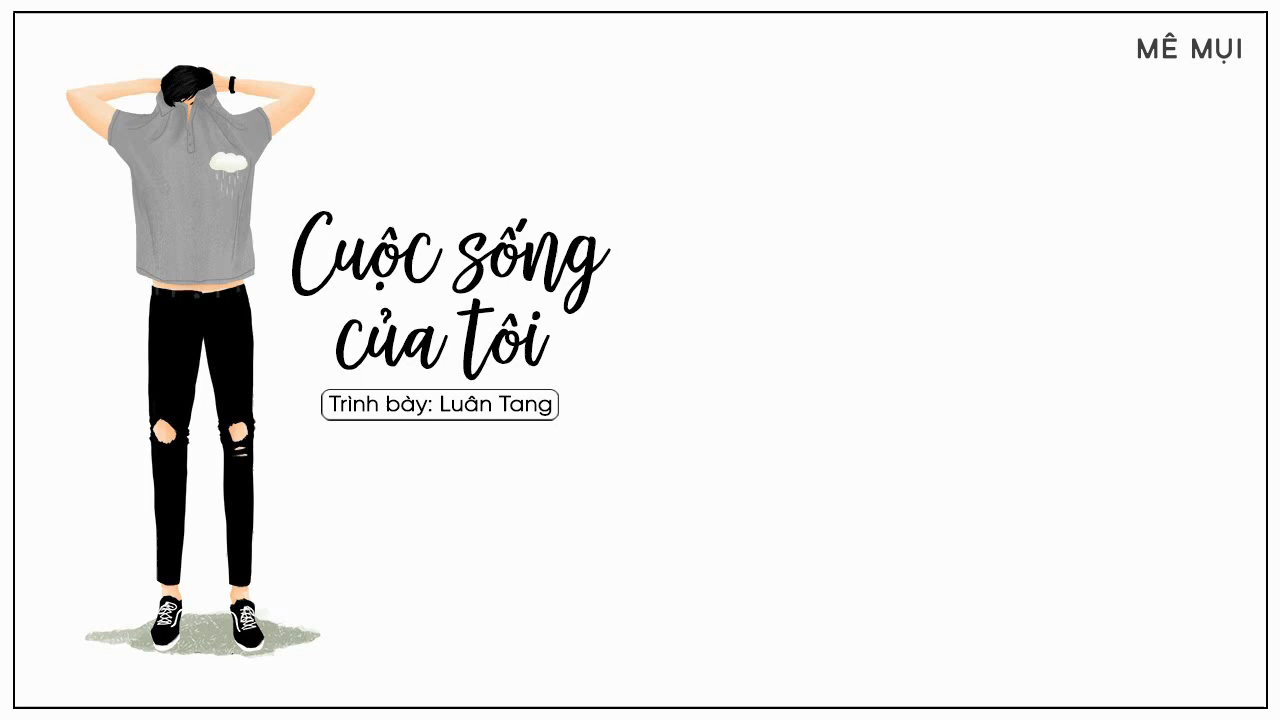 MÊ MỤI
Cuộc sống
của tôi
Trình bày: Luân Tang